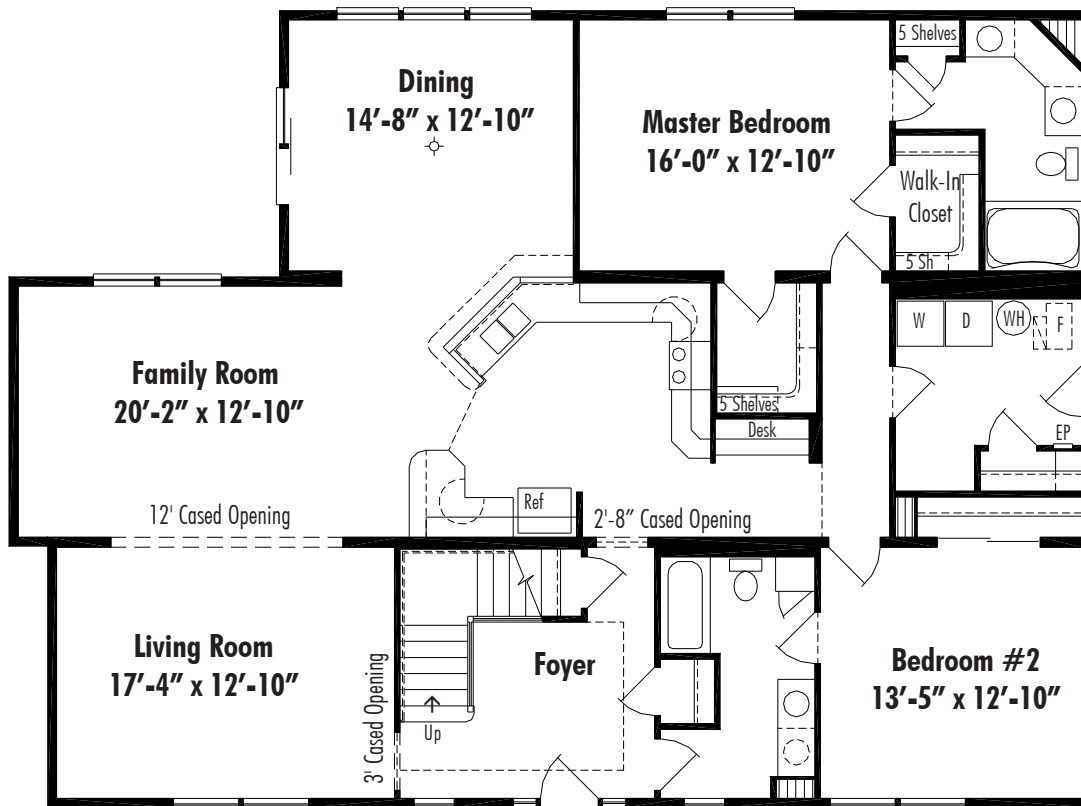 5 Shelves
Dining
14'-8" x 12'-10"
Master Bedroom
16'-0" x 12'-10"
Walk-In
Closet
5 Sh
W
D
WH
F
Family Room
20'-2" x 12'-10"
5 Shelves
Desk
EP
Ref
12' Cased Opening
2'-8" Cased Opening
Living Room
17'-4" x 12'-10"
Foyer
Bedroom #2
13'-5" x 12'-10"
3' Cased Opening
Up